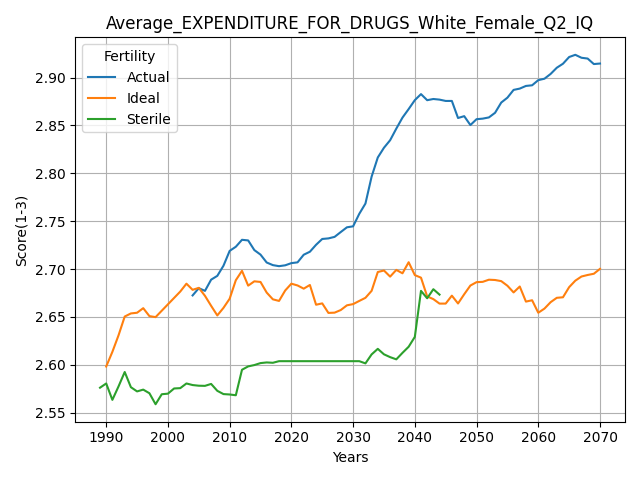 Average_EXPENDITURE_FOR_DRUGS_White_Female_Q2_IQ
Fertility
Actual
Ideal
Sterile
Score(1-3)
2.90
2.85
2.80
2.75
2.70
2.65
2.60
2.55
1990 2000 2010 2020 2030 2040 2050 2060 2070
Years